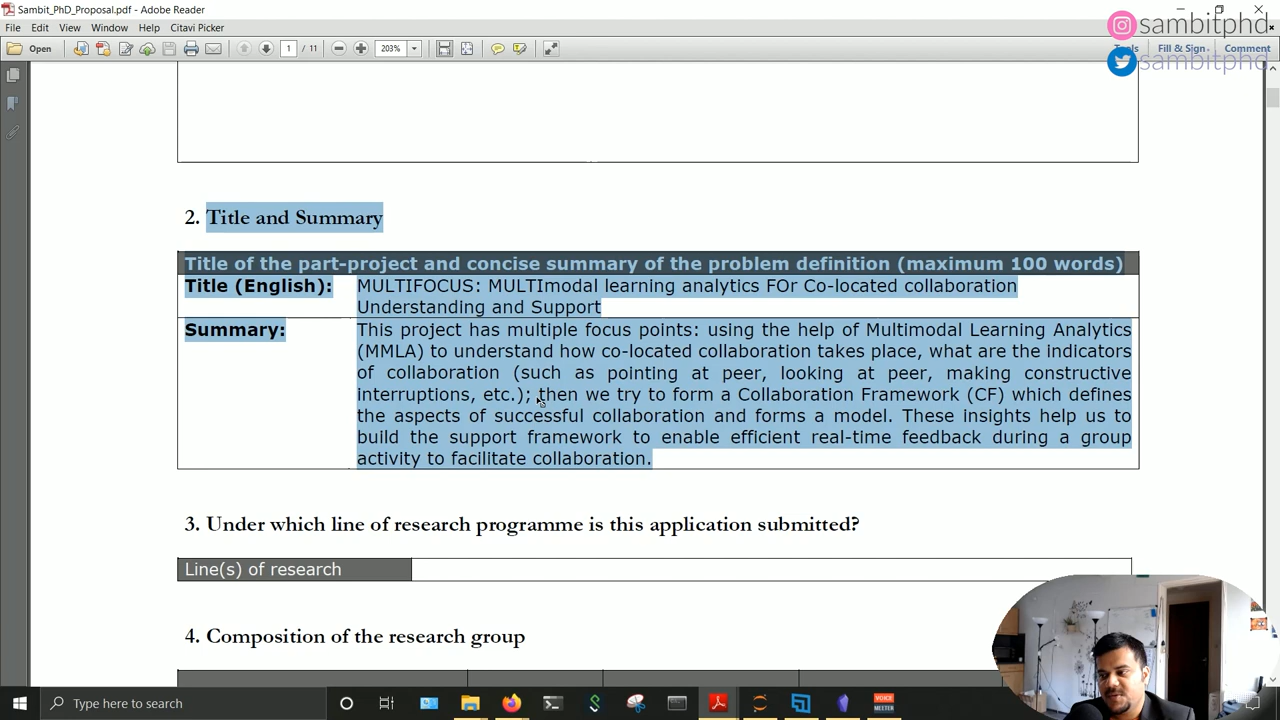 Sambit_PhD_Proposal.pdf - Adobe Reader
File Edit View Window Help Citavi Picker
Open 1 / 11 203% Tools Fill & Sign Comment
sambitphd
sambitphd
2. Title and Summary
Title of the part-project and concise summary of the problem definition (maximum 100 words)
Title (English): MULTIFOCUS: MULTImodal learning analytics FOr Co-located collaboration
Understanding and Support
Summary: This project has multiple focus points: using the help of Multimodal Learning Analytics
(MMLA) to understand how co-located collaboration takes place, what are the indicators
of collaboration (such as pointing at peer, looking at peer, making constructive
interruptions, etc.); then we try to form a Collaboration Framework (CF) which defines
the aspects of successful collaboration and forms a model. These insights help us to
build the support framework to enable efficient real-time feedback during a group
activity to facilitate collaboration.
3. Under which line of research programme is this application submitted?
Line(s) of research
4. Composition of the research group
Type here to search
VOICE
MEETER